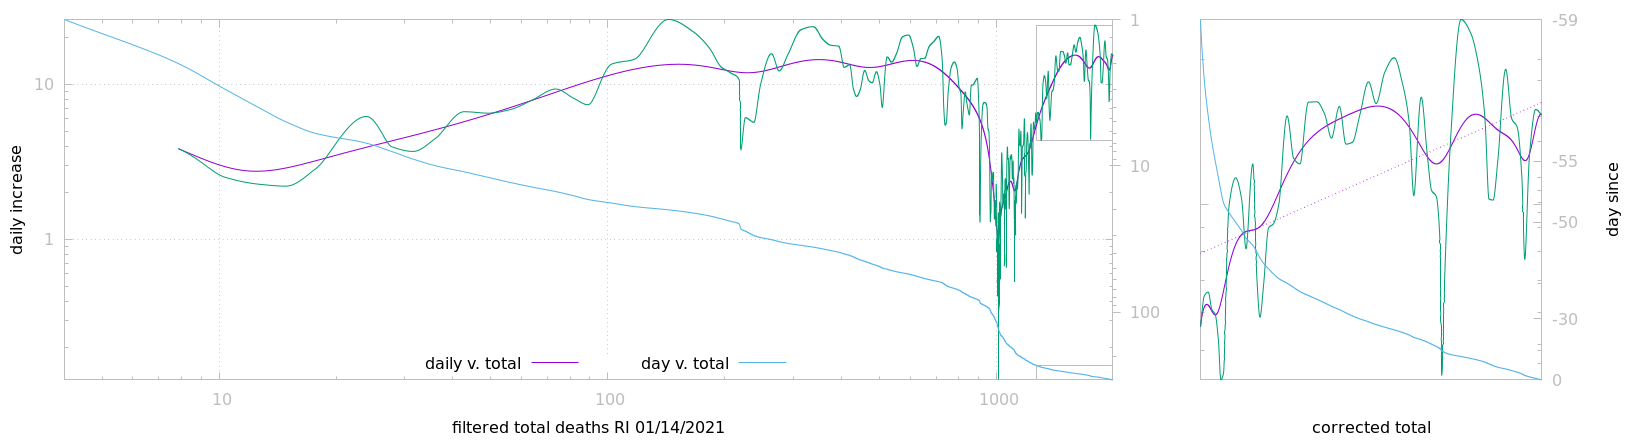 daily increase
10
1
daily v. total
day v. total
10
100
1000
filtered total deaths RI 01/14/2021
1
10
100
-59
-55
-50
-30
0
day since
corrected total